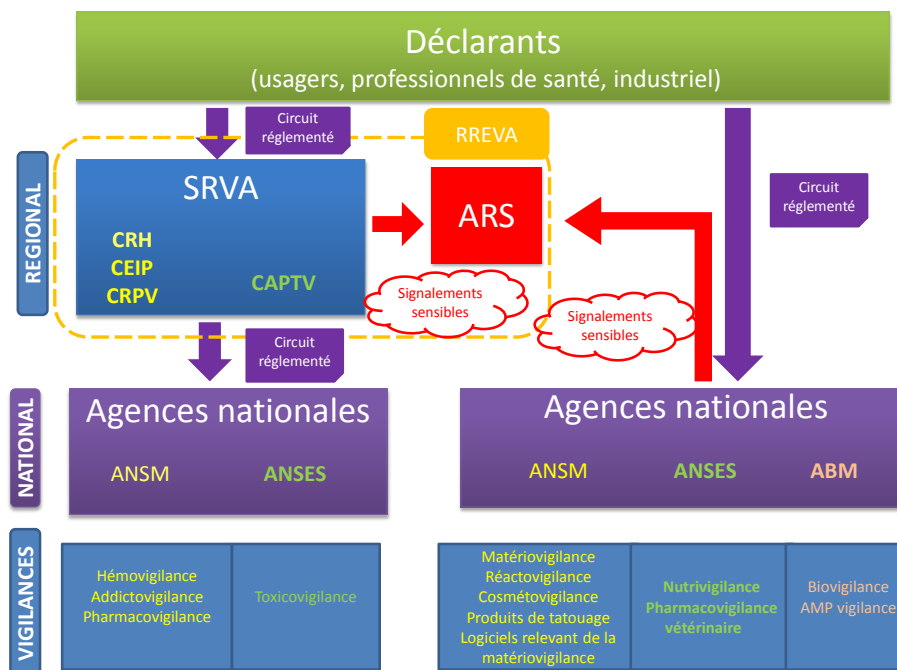 Déclarants
(usagers, professionnels de santé, industriel)
Circuit
réglementé
RREVA
REGIONAL
SRVA
CRH
CEIP
CRPV
CAPTV
ARS
Signalements
sensibles
Circuit
réglementé
Signalements
sensibles
Circuit
réglementé
NATIONAL
Agences nationales
ANSM
ANSES
Agences nationales
ANSM
ANSES
ABM
VIGILANCES
Hémovigilance
Addictovigilance
Pharmacovigilance
Toxicovigilance
Matériovigilance
Réactovigilance
Cosmétovigilance
Produits de tatouage
Logiciels relevant de la
matériovigilance
Nutrivigilance
Pharmacovigilance
vétérinaire
Biovigilance
AMP vigilance